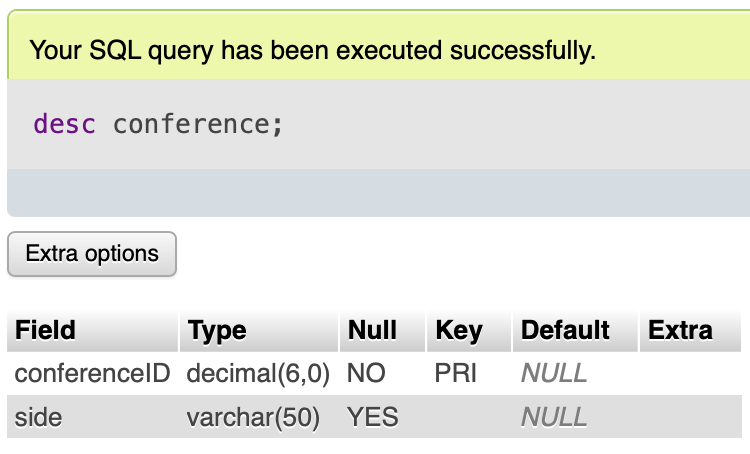 Your SQL query has been executed successfully.
desc conference;
Extra options
Field Type Null Key Default Extra
conferenceID decimal(6,0) NO PRI NULL
side varchar(50) YES NULL